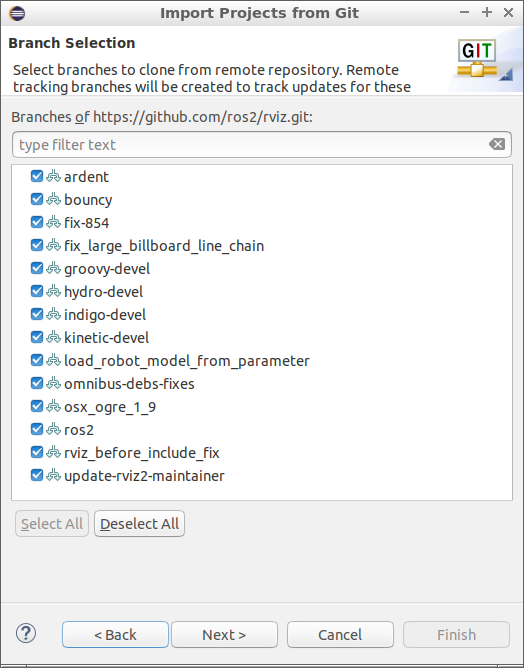 Import Projects from Git
Branch Selection
GIT
Select branches to clone from remote repository. Remote
tracking branches will be created to track updates for these
Branches of https://github.com/ros2/rviz.git:
type filter text
ardent
bouncy
fix-854
fix_large_billboard_line_chain
groovy-devel
hydro-devel
indigo-devel
kinetic-devel
load_robot_model_from_parameter
omnibus-debs-fixes
osx_ogre_1_9
ros2
rviz_before_include_fix
update-rviz2-maintainer
Select All Deselect All
? < Back Next > Cancel Finish